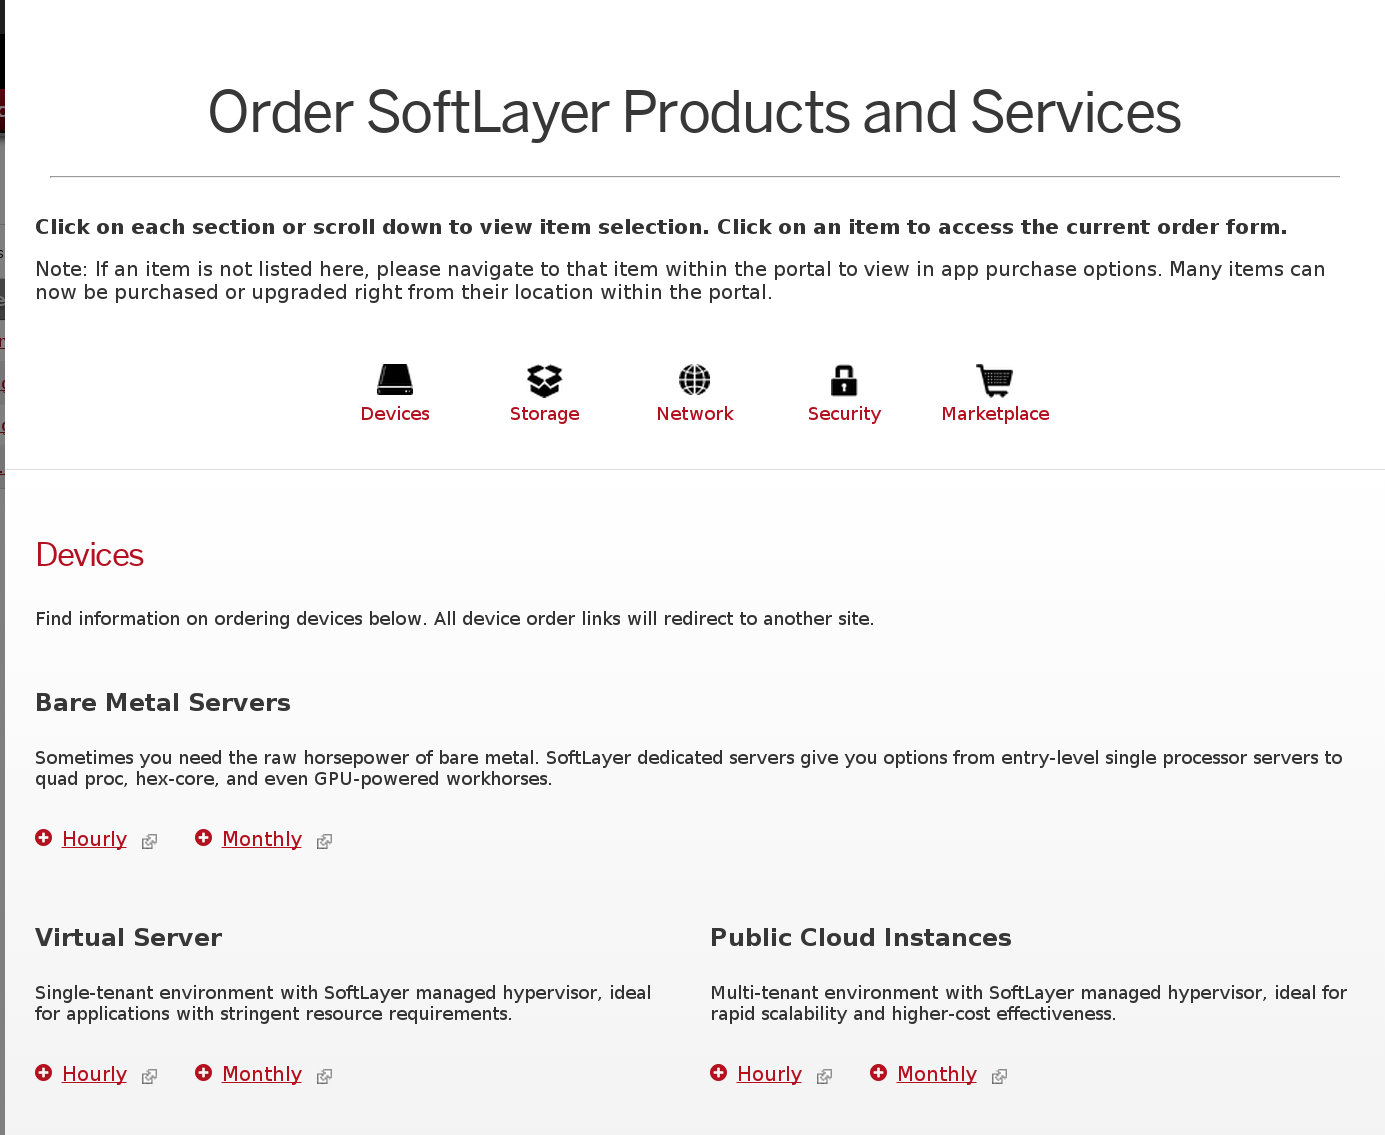 Order SoftLayer Products and Services
Click on each section or scroll down to view item selection. Click on an item to access the current order form.
Note: If an item is not listed here, please navigate to that item within the portal to view in app purchase options. Many items can
now be purchased or upgraded right from their location within the portal.
Devices Storage Network Security Marketplace
Devices
Find information on ordering devices below. All device order links will redirect to another site.
Bare Metal Servers
Sometimes you need the raw horsepower of bare metal. SoftLayer dedicated servers give you options from entry-level single processor servers to
quad proc, hex-core, and even GPU-powered workhorses.
Hourly Monthly
Virtual Server
Single-tenant environment with SoftLayer managed hypervisor, ideal
for applications with stringent resource requirements.
Hourly Monthly
Public Cloud Instances
Multi-tenant environment with SoftLayer managed hypervisor, ideal for
rapid scalability and higher-cost effectiveness.
Hourly Monthly